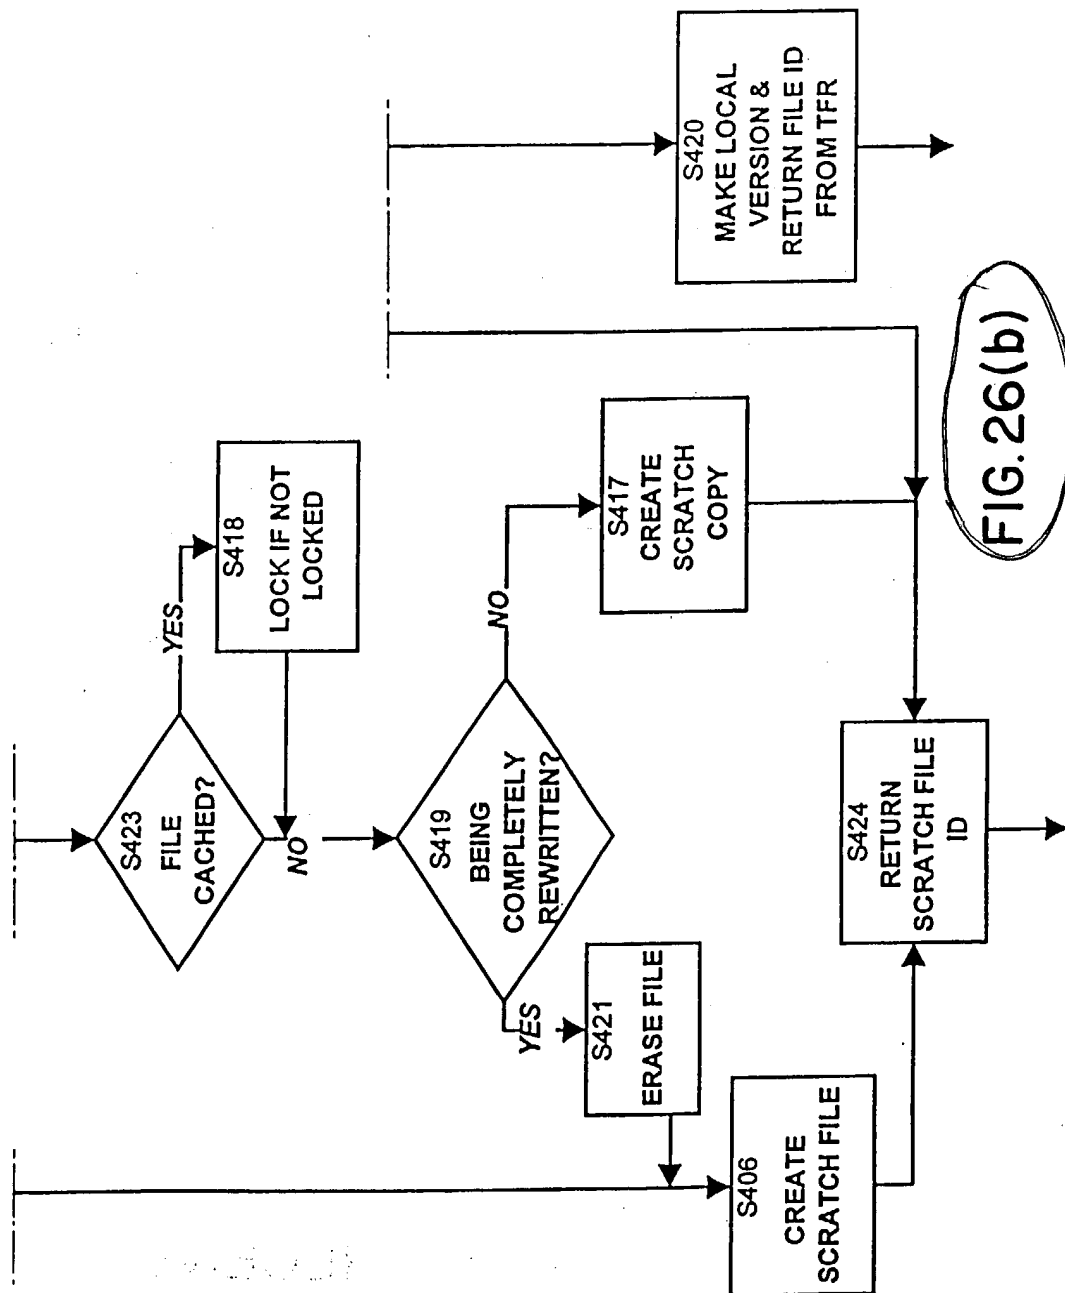 S423
FILE
CACHED?
YES
S418
LOCK IF NOT
LOCKED
NO
S419
BEING
COMPLETELY
REWRITTEN?
NO
S417
CREATE
SCRATCH
COPY
YES
S421
ERASE FILE
S406
CREATE
SCRATCH FILE
S424
RETURN
SCRATCH FILE
ID
S420
MAKE LOCAL
VERSION &
RETURN FILE ID
FROM TFR
FIG. 26(b)